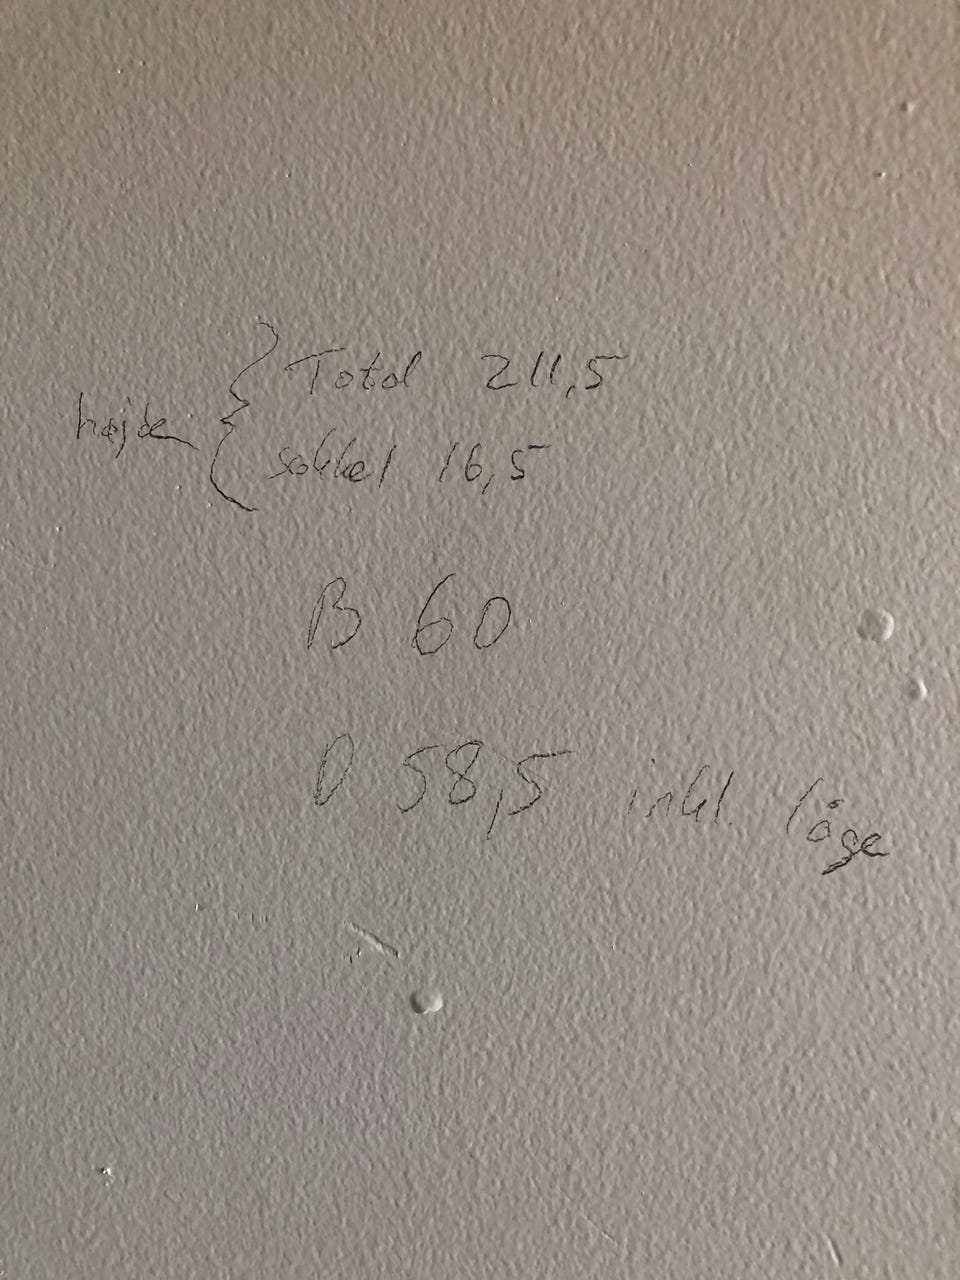 højde { Total 211,5
sokkel 16,5
B 60
D 58,5 inkl. låge